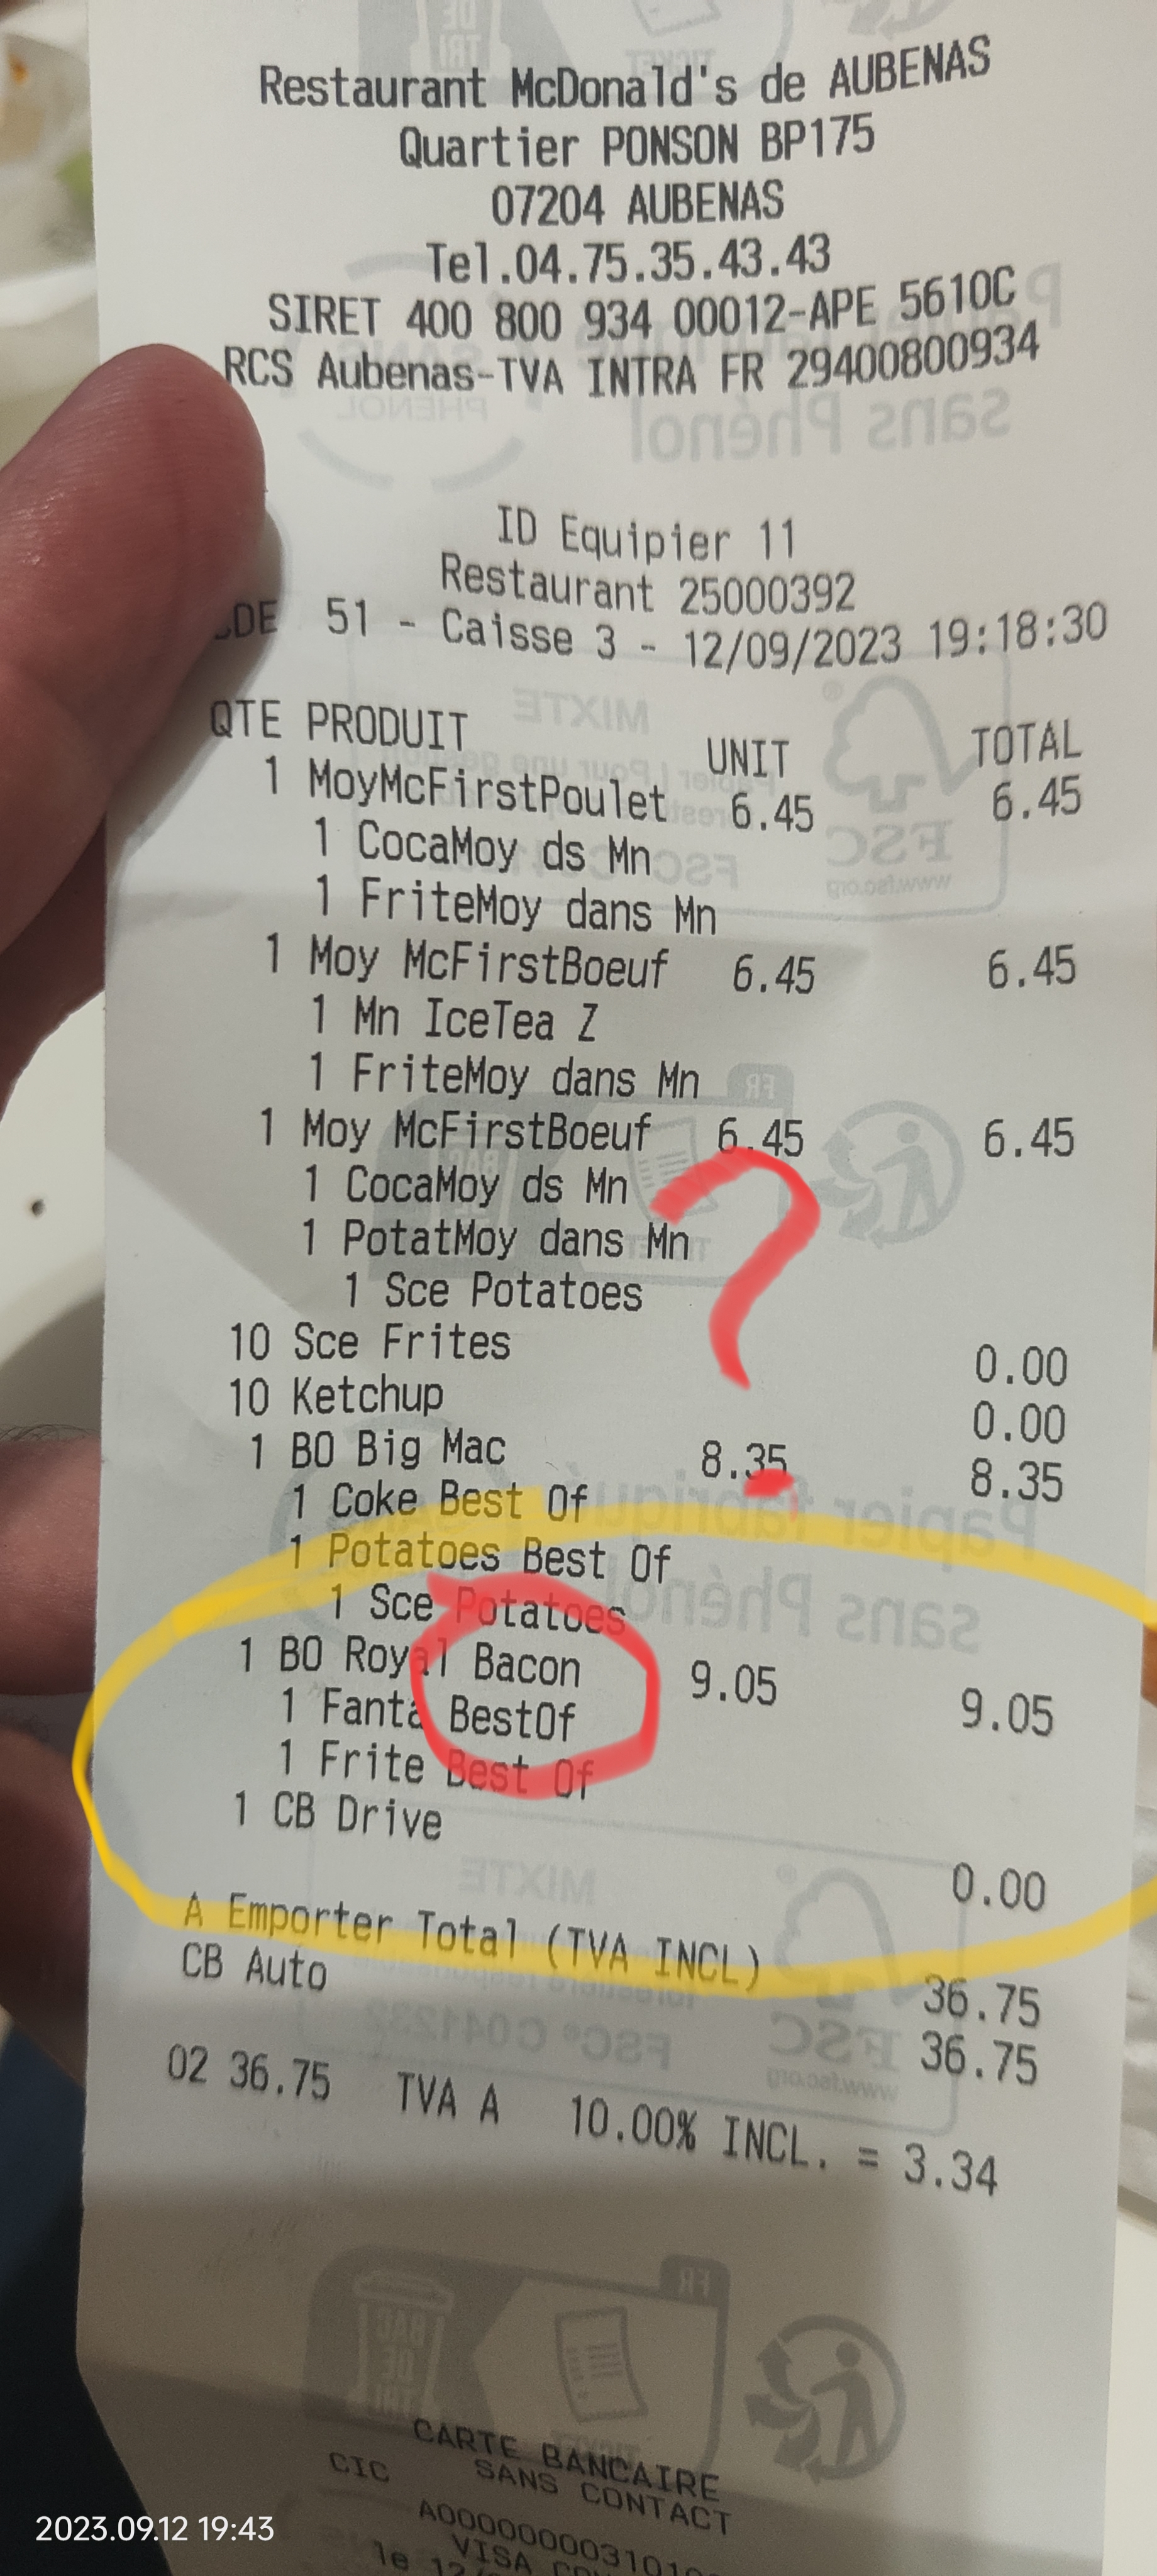 Restaurant McDonald's de AUBENAS
Quartier PONSON BP175
07204 AUBENAS
Tel.04.75.35.43.43
SIRET 400 800 934 00012-APE 5610C
RCS Aubenas-TVA INTRA FR 29400800934
ID Equipier 11
Restaurant 25000392
DE 51 - Caisse 3 - 12/09/2023 19:18:30
QTE PRODUIT UNIT TOTAL
1 MoyMcFirstPoulet 6.45 6.45
1 CocaMoy ds Mn
1 FriteMoy dans Mn
1 Moy McFirstBoeuf 6.45 6.45
1 Mn IceTea Z
1 FriteMoy dans Mn
1 Moy McFirstBoeuf 6.45 6.45
1 CocaMoy ds Mn
1 PotatMoy dans Mn
1 Sce Potatoes
10 Sce Frites 0.00
10 Ketchup 0.00
1 BO Big Mac 8.35 8.35
1 Coke Best Of
1 Potatoes Best Of
1 Sce Potatoes
1 BO Royal Bacon 9.05 9.05
1 Fanta BestOf
1 Frite Best Of
1 CB Drive 0.00
A Emporter Total (TVA INCL) 36.75
CB Auto 36.75
02 36.75 TVA A 10.00% INCL. = 3.34
CARTE BANCAIRE
CIC SANS CONTACT
VISA
2023.09.12 19:43